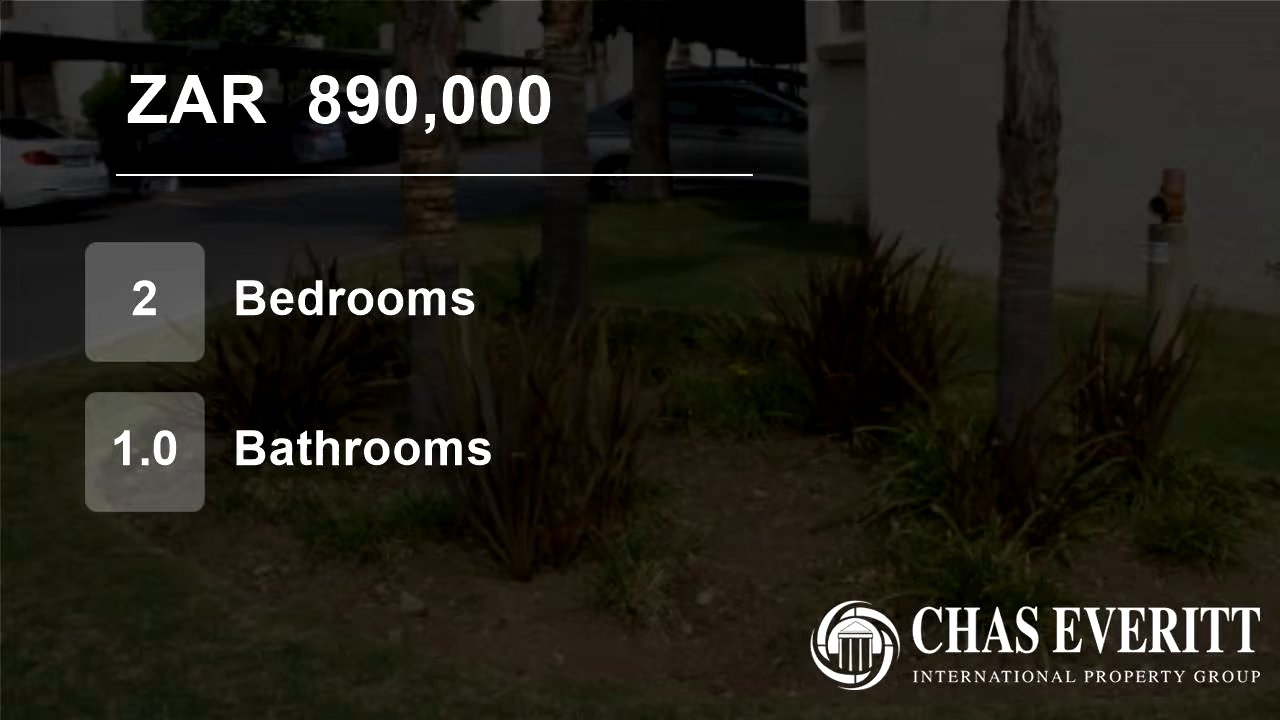 ZAR 890,000
2 Bedrooms
1.0 Bathrooms
CHAS EVERITT
INTERNATIONAL PROPERTY GROUP